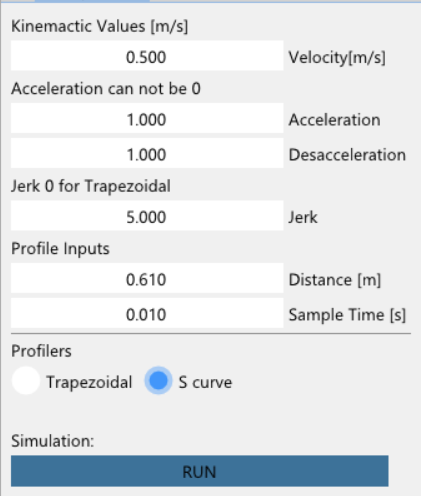 Kinemactic Values [m/s]
0.500 Velocity[m/s]
Acceleration can not be 0
1.000 Acceleration
1.000 Desacceleration
Jerk 0 for Trapezoidal
5.000 Jerk
Profile Inputs
0.610 Distance [m]
0.010 Sample Time [s]
Profilers
Trapezoidal S curve
Simulation:
RUN